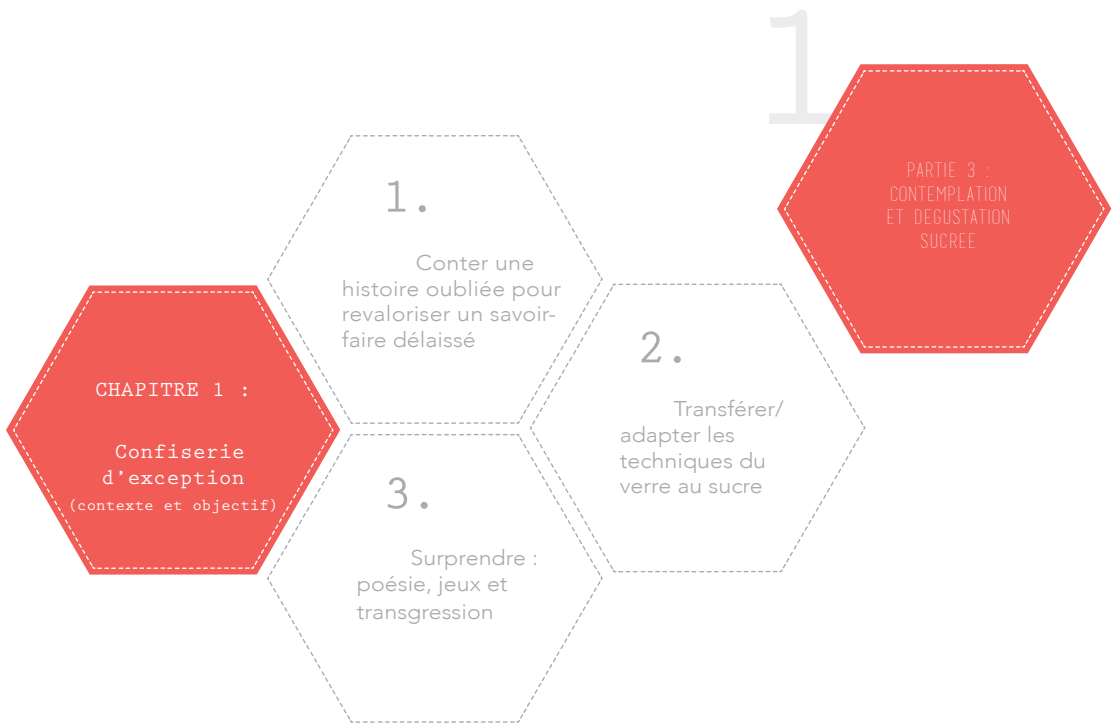 1
PARTIE 3 :
CONTEMPLATION
ET DEGUSTATION
SUCREE
CHAPITRE 1 :
Confiserie
d'exception
(contexte et objectif)
1.
Conter une
histoire oubliée pour
revaloriser un savoir-
faire délaissé
2.
Transférer/
adapter les
techniques du
verre au sucre
3.
Surprendre :
poésie, jeux et
transgression